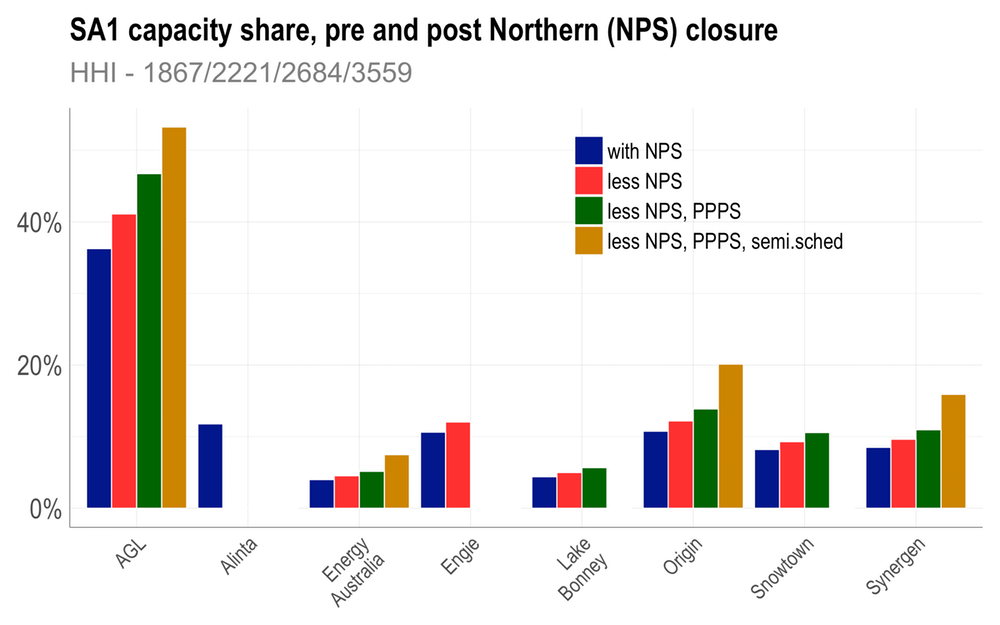 SA1 capacity share, pre and post Northern (NPS) closure
HHI - 1867/2221/2684/3559
with NPS
less NPS
less NPS, PPPS
less NPS, PPPS, semi.sched
40%
20%
0%
AGL
Alinta
Energy
Australia
Engie
Lake
Bonney
Origin
Snowtown
Synergen